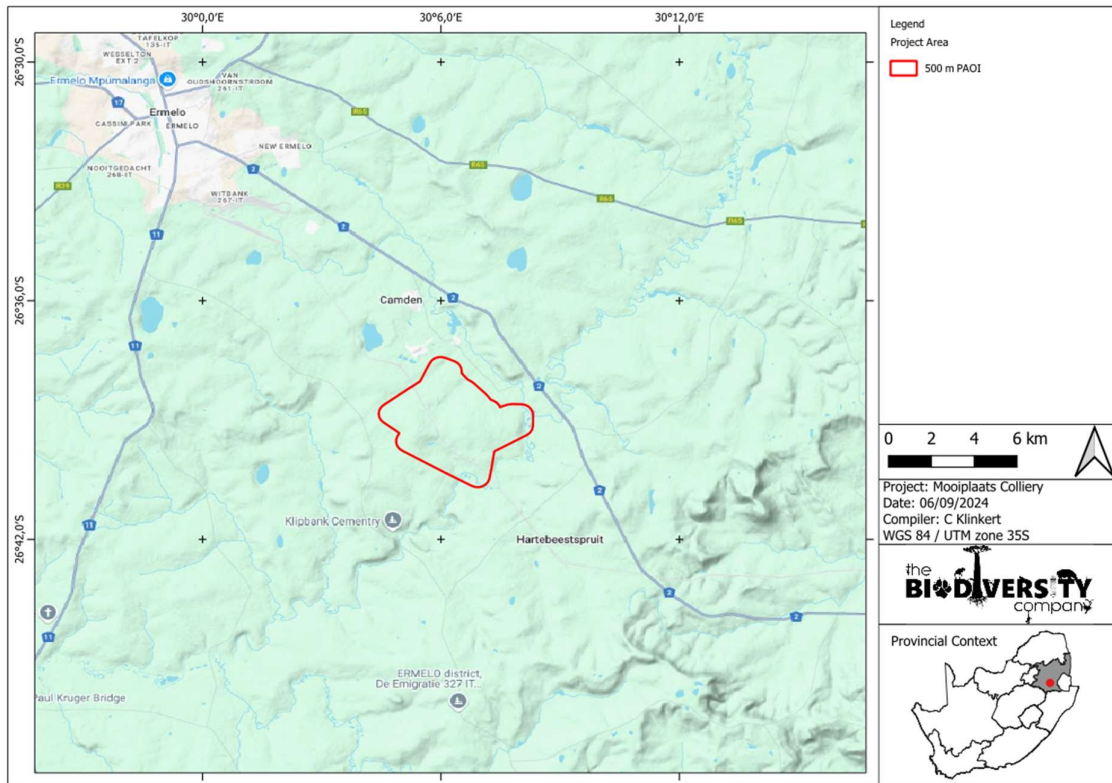 30°0,0'E
30°6,0'E
30°12,0'E
26°30,0'S
26°36,0'S
26°42,0'S
TAFELKOP
135-IT
WESSELTON
EXT 2
VAN
OUDSHOORNSTROOM
261-IT
Ermelo Mpumalanga
17
Ermelo
CASSIM PARK
ERMELO
R65
NEW ERMELO
NOOITGEDACHT
268-IT
2
R65
R39
WITBANK
267-IT
R65
R65
11
2
Camden
2
11
2
2
Klipbank Cementry
11
Hartebeestspruit
2
2
11
ERMELO district,
De Emigratie 327 IT...
Paul Kruger Bridge
Legend
Project Area
500 m PAOI
0 2 4 6 km
Project: Mooiplaats Colliery
Date: 06/09/2024
Compiler: C Klinkert
WGS 84 / UTM zone 35S
the
BIODIVERSITY
company
Provincial Context